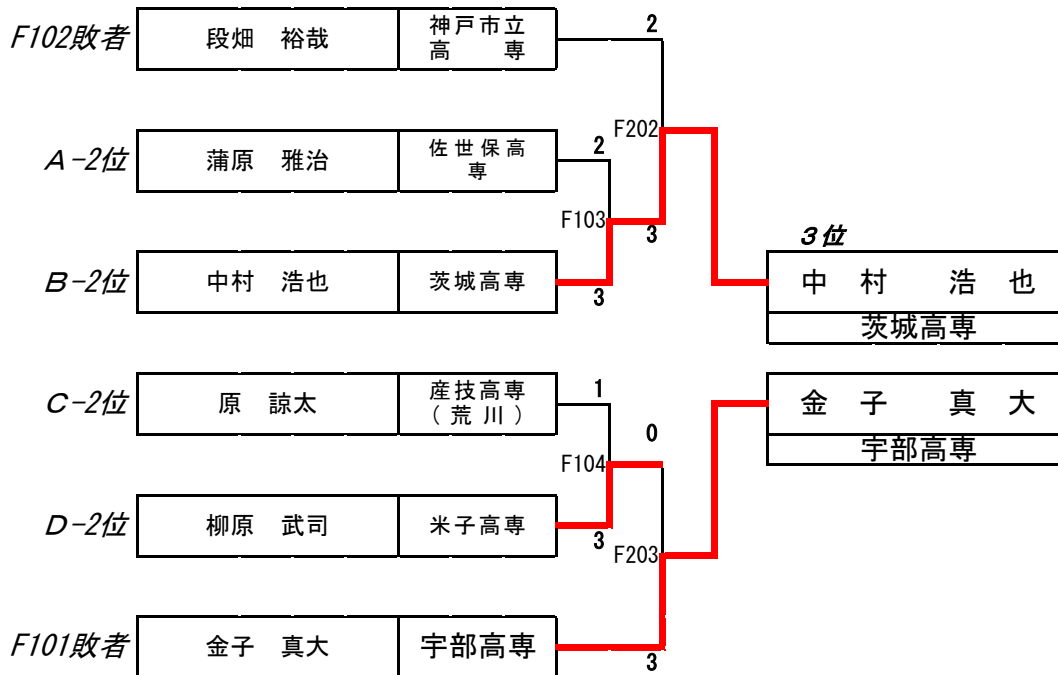 F102敗者
段畑 裕哉
神戸市立
高 専
2
F202
A-2位
蒲原 雅治
佐世保高
専
2
F103
3
B-2位
中村 浩也
茨城高専
3
3位
中 村 浩 也
茨城高専
C-2位
原 諒太
産技高専
(荒川)
1
0
金 子 真 大
宇部高専
F104
D-2位
柳原 武司
米子高専
3
F203
F101敗者
金子 真大
宇部高専
3